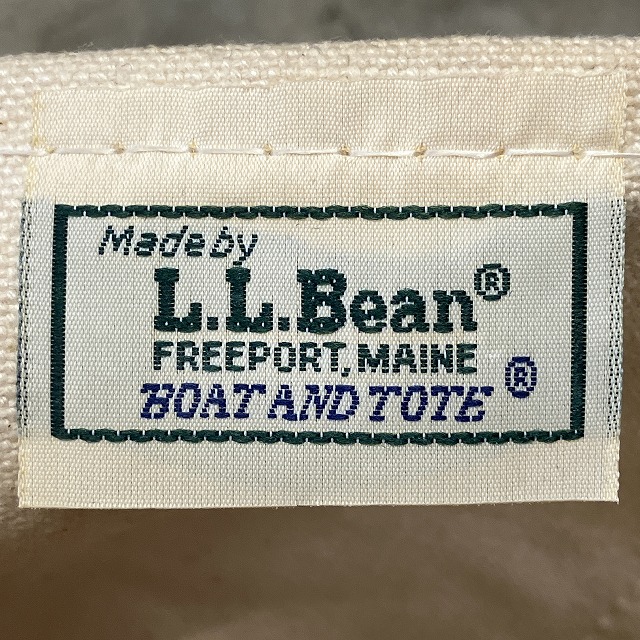 Made by
L.L.Bean®
FREEPORT, MAINE
BOAT AND TOTE ®